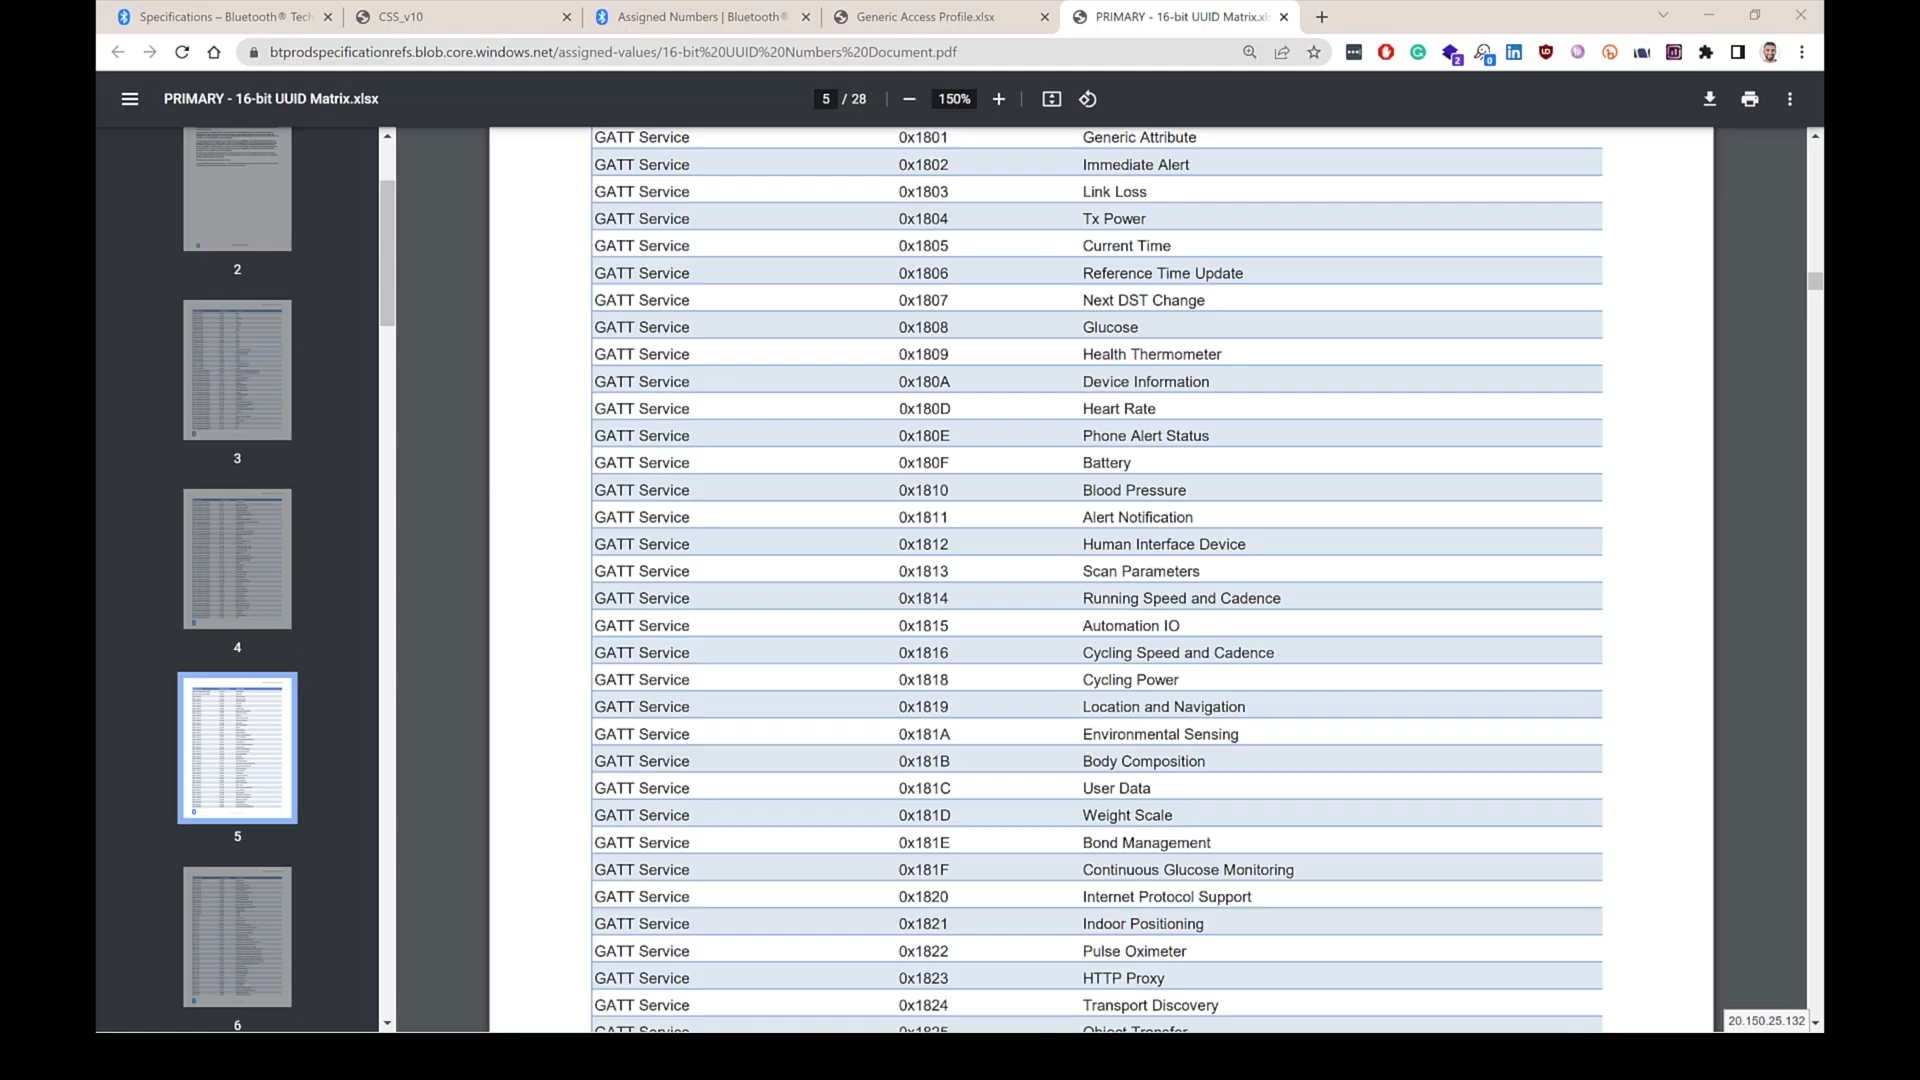 Specifications – Bluetooth® Tech
CSS_v10
Assigned Numbers | Bluetooth®
Generic Access Profile.xlsx
PRIMARY - 16-bit UUID Matrix.xl
btprodspecificationrefs.blob.core.windows.net/assigned-values/16-bit%20UUID%20Numbers%20Document.pdf
2
0
PRIMARY - 16-bit UUID Matrix.xlsx
5 / 28
150%
2
3
4
5
6
GATT Service 0x1801 Generic Attribute
GATT Service 0x1802 Immediate Alert
GATT Service 0x1803 Link Loss
GATT Service 0x1804 Tx Power
GATT Service 0x1805 Current Time
GATT Service 0x1806 Reference Time Update
GATT Service 0x1807 Next DST Change
GATT Service 0x1808 Glucose
GATT Service 0x1809 Health Thermometer
GATT Service 0x180A Device Information
GATT Service 0x180D Heart Rate
GATT Service 0x180E Phone Alert Status
GATT Service 0x180F Battery
GATT Service 0x1810 Blood Pressure
GATT Service 0x1811 Alert Notification
GATT Service 0x1812 Human Interface Device
GATT Service 0x1813 Scan Parameters
GATT Service 0x1814 Running Speed and Cadence
GATT Service 0x1815 Automation IO
GATT Service 0x1816 Cycling Speed and Cadence
GATT Service 0x1818 Cycling Power
GATT Service 0x1819 Location and Navigation
GATT Service 0x181A Environmental Sensing
GATT Service 0x181B Body Composition
GATT Service 0x181C User Data
GATT Service 0x181D Weight Scale
GATT Service 0x181E Bond Management
GATT Service 0x181F Continuous Glucose Monitoring
GATT Service 0x1820 Internet Protocol Support
GATT Service 0x1821 Indoor Positioning
GATT Service 0x1822 Pulse Oximeter
GATT Service 0x1823 HTTP Proxy
GATT Service 0x1824 Transport Discovery
GATT Service 0x1825 Object Transfer
20.150.25.132